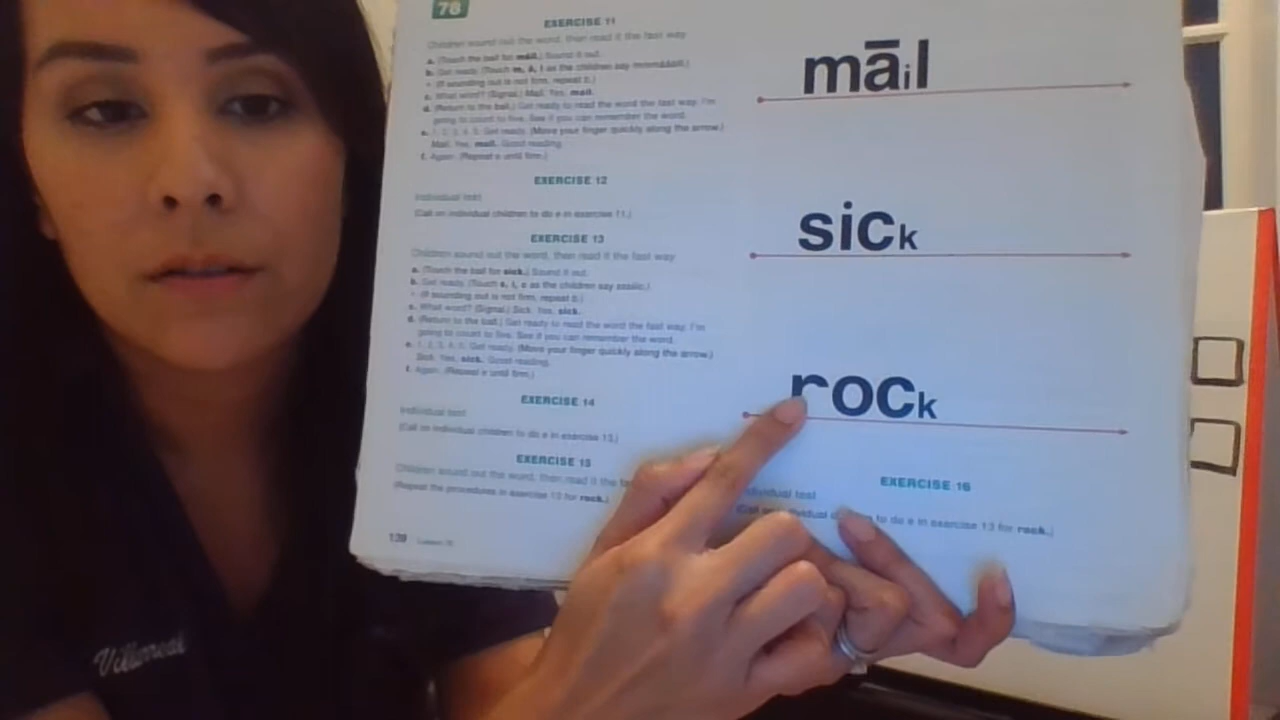 78
EXERCISE 11
Children sound out the word, then read it the fast way
a. (Touch the ball for māil.) Sound it out.
b. Get ready. (Touch m, ā, l as the children say
• (If sounding out is not firm, repeat b.)
c. What word? (Signal.) Mail. Yes, mail.
d. (Return to the ball.) Get ready to read the word the fast way. I'm
going to count to five. See if you can remember the word.
e. 1, 2, 3, 4, 5. Get ready. (Move your finger quickly along the arrow.)
Mail. Yes, mail. Good reading.
f. Again. (Repeat e until firm.)
EXERCISE 12
Individual test
(Call on individual children to do e in exercise 11.)
EXERCISE 13
Children sound out the word, then read it the fast way
a. (Touch the ball for sick.) Sound it out.
b. Get ready. (Touch s, i, c as the children say
• (If sounding out is not firm, repeat b.)
c. What word? (Signal.) Sick. Yes, sick.
d. (Return to the ball.) Get ready to read the word the fast way. I'm
going to count to five. See if you can remember the word.
e. 1, 2, 3, 4, 5. Get ready. (Move your finger quickly along the arrow.)
Sick. Yes, sick. Good reading.
f. Again. (Repeat e until firm.)
EXERCISE 14
Individual test
(Call on individual children to do e in exercise 13.)
EXERCISE 15
Children sound out the word, then read it the
(Repeat the procedures in exercise 13 for rock.)
māil
sick
rock
EXERCISE 16
test
(Call on individual children to do e in exercise 13 for rock.)
139
Villarreal